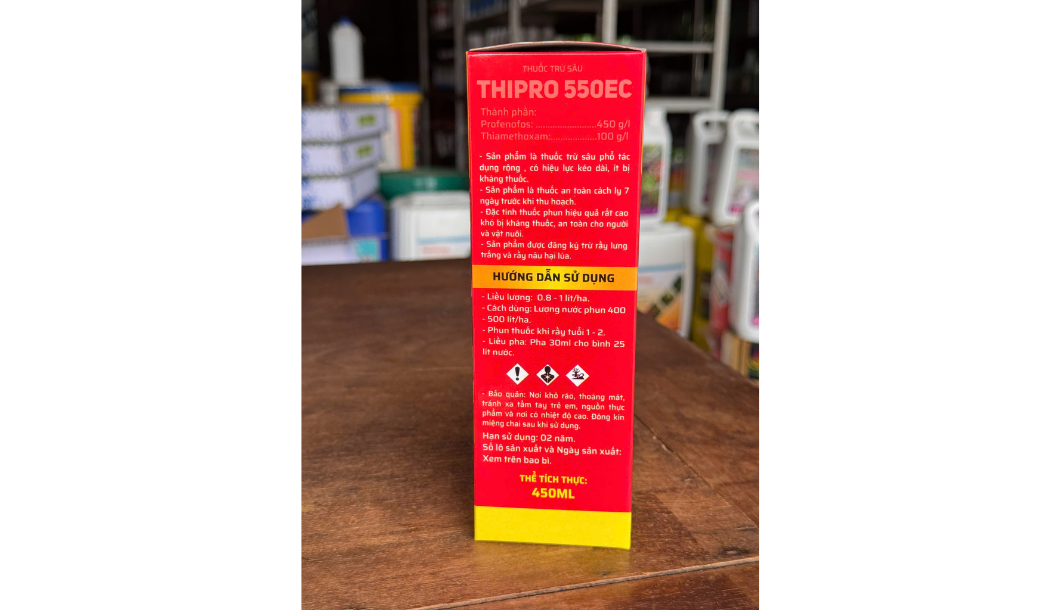 THUỐC TRỪ SÂU
THIPRO 550EC
Thành phần:
Profenofos: ........................450 g/l
Thiamethoxam:..................100 g/l
- Sản phẩm là thuốc trừ sâu phổ tác
dụng rộng , có hiệu lực kéo dài, ít bị
kháng thuốc.
- Sản phẩm là thuốc an toàn cách ly 7
ngày trước khi thu hoạch.
- Đặc tính thuốc phun hiệu quả rất cao
khó bị kháng thuốc, an toàn cho người
và vật nuôi.
- Sản phẩm được đăng ký trừ rầy lưng
trắng và rầy nâu hại lúa.
HƯỚNG DẪN SỬ DỤNG
- Liều lượng: 0.8 - 1 lít/ha.
- Cách dùng: Lượng nước phun 400
- 500 lít/ha.
- Phun thuốc khi rầy tuổi 1 - 2.
- Liều pha: Pha 30ml cho bình 25
lít nước.
- Bảo quản: Nơi khô ráo, thoáng mát,
tránh xa tầm tay trẻ em, nguồn thực
phẩm và nơi có nhiệt độ cao. Đóng kín
miệng chai sau khi sử dụng.
Hạn sử dụng: 02 năm.
Số lô sản xuất và Ngày sản xuất:
Xem trên bao bì.
THỂ TÍCH THỰC:
450ML